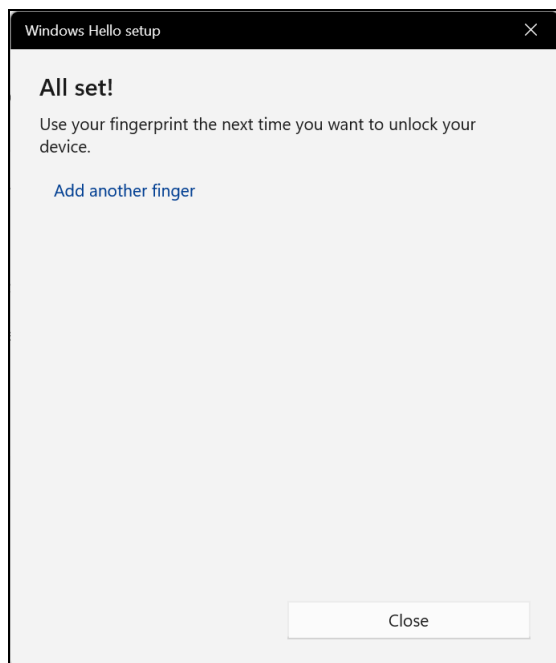 Windows Hello setup
All set!
Use your fingerprint the next time you want to unlock your
device.
Add another finger
Close